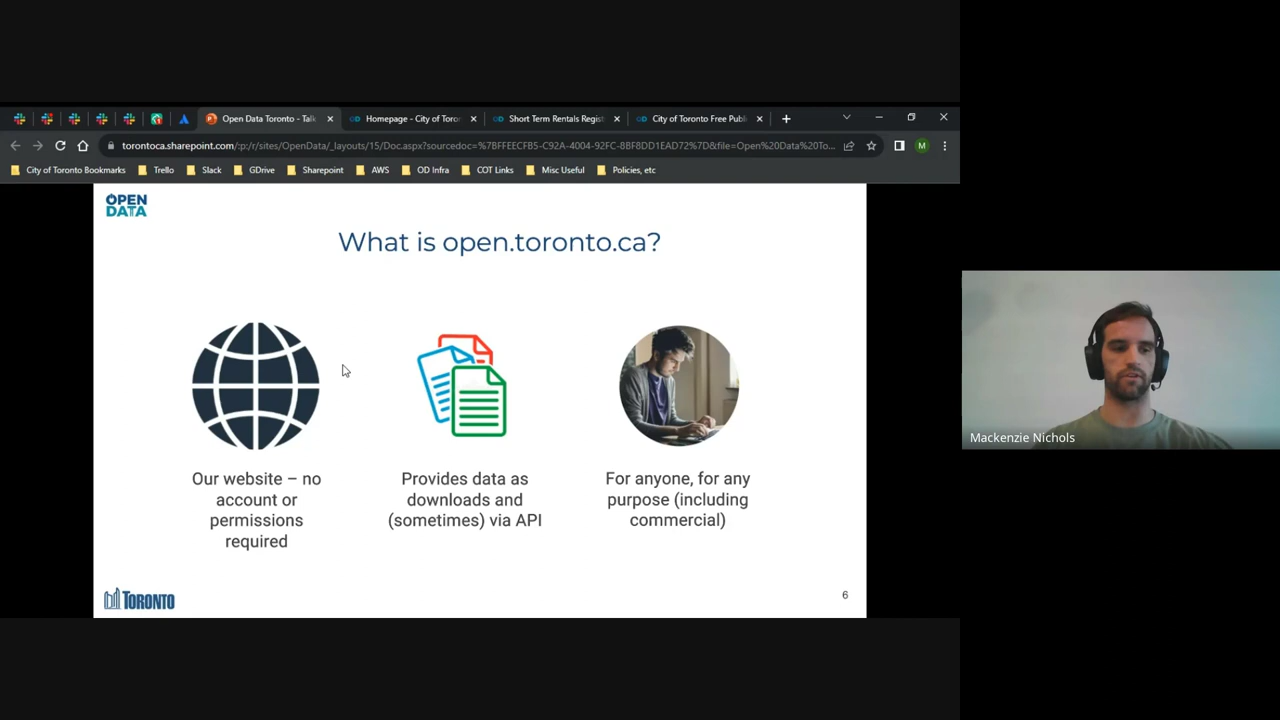 Open Data Toronto - Talk
Homepage - City of Toron
Short Term Rentals Regist
City of Toronto Free Publ
torontoca.sharepoint.com/:p:/r/sites/OpenData/_layouts/15/Doc.aspx?sourcedoc=%7BFFEECFB5-C92A-4004-92FC-8BF8DD1EAD72%7D&file=Open%20Data%20To...
M
City of Toronto Bookmarks
Trello
Slack
GDrive
Sharepoint
AWS
OD Infra
COT Links
Misc Useful
Policies, etc
OPEN
DATA
What is open.toronto.ca?
Our website – no
account or
permissions
required
Provides data as
downloads and
(sometimes) via API
For anyone, for any
purpose (including
commercial)
TORONTO
6
Mackenzie Nichols